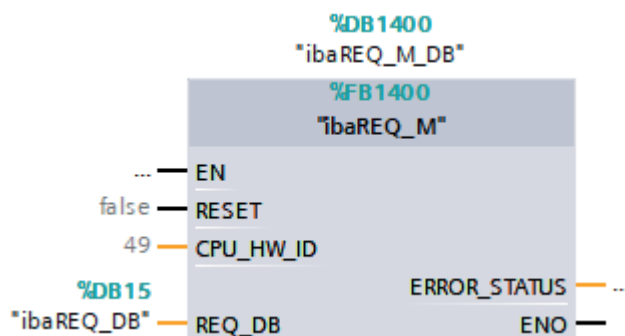 %DB1400
"ibaREQ_M_DB"
%FB1400
"ibaREQ_M"
... EN
false RESET
49 CPU_HW_ID
ERROR_STATUS ...
%DB15
"ibaREQ_DB" REQ_DB ENO